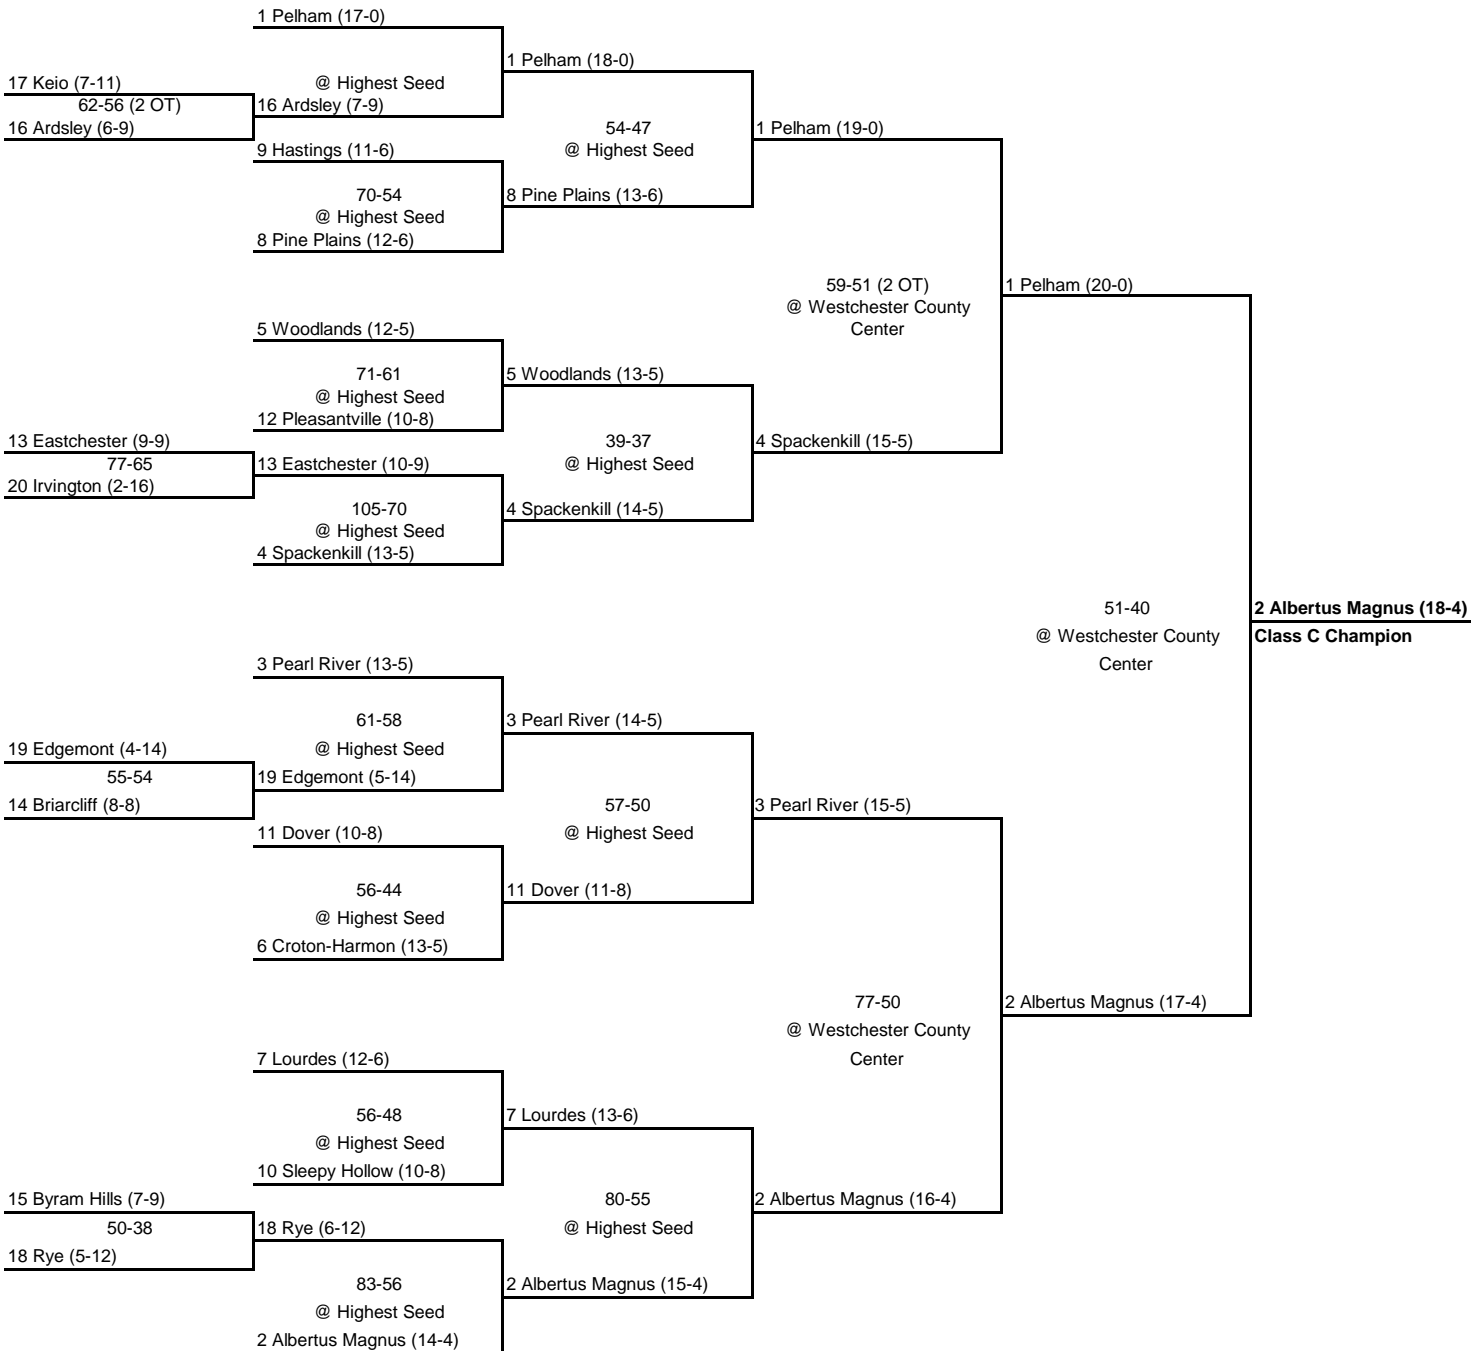 1 Pelham (17-0)
1 Pelham (18-0)
@ Highest Seed
17 Keio (7-11)
62-56 (2 OT)
16 Ardsley (7-9)
16 Ardsley (6-9)
54-47
1 Pelham (19-0)
9 Hastings (11-6)
@ Highest Seed
70-54
8 Pine Plains (13-6)
@ Highest Seed
8 Pine Plains (12-6)
59-51 (2 OT)
1 Pelham (20-0)
@ Westchester County
Center
5 Woodlands (12-5)
71-61
5 Woodlands (13-5)
@ Highest Seed
12 Pleasantville (10-8)
13 Eastchester (9-9)
39-37
4 Spackenkill (15-5)
77-65
13 Eastchester (10-9)
@ Highest Seed
20 Irvington (2-16)
105-70
4 Spackenkill (14-5)
@ Highest Seed
4 Spackenkill (13-5)
51-40
2 Albertus Magnus (18-4)
@ Westchester County
Class C Champion
Center
3 Pearl River (13-5)
61-58
3 Pearl River (14-5)
19 Edgemont (4-14)
@ Highest Seed
55-54
19 Edgemont (5-14)
14 Briarcliff (8-8)
57-50
3 Pearl River (15-5)
11 Dover (10-8)
@ Highest Seed
56-44
11 Dover (11-8)
@ Highest Seed
6 Croton-Harmon (13-5)
77-50
2 Albertus Magnus (17-4)
@ Westchester County
Center
7 Lourdes (12-6)
56-48
7 Lourdes (13-6)
@ Highest Seed
10 Sleepy Hollow (10-8)
15 Byram Hills (7-9)
80-55
2 Albertus Magnus (16-4)
50-38
18 Rye (6-12)
@ Highest Seed
18 Rye (5-12)
83-56
2 Albertus Magnus (15-4)
@ Highest Seed
2 Albertus Magnus (14-4)